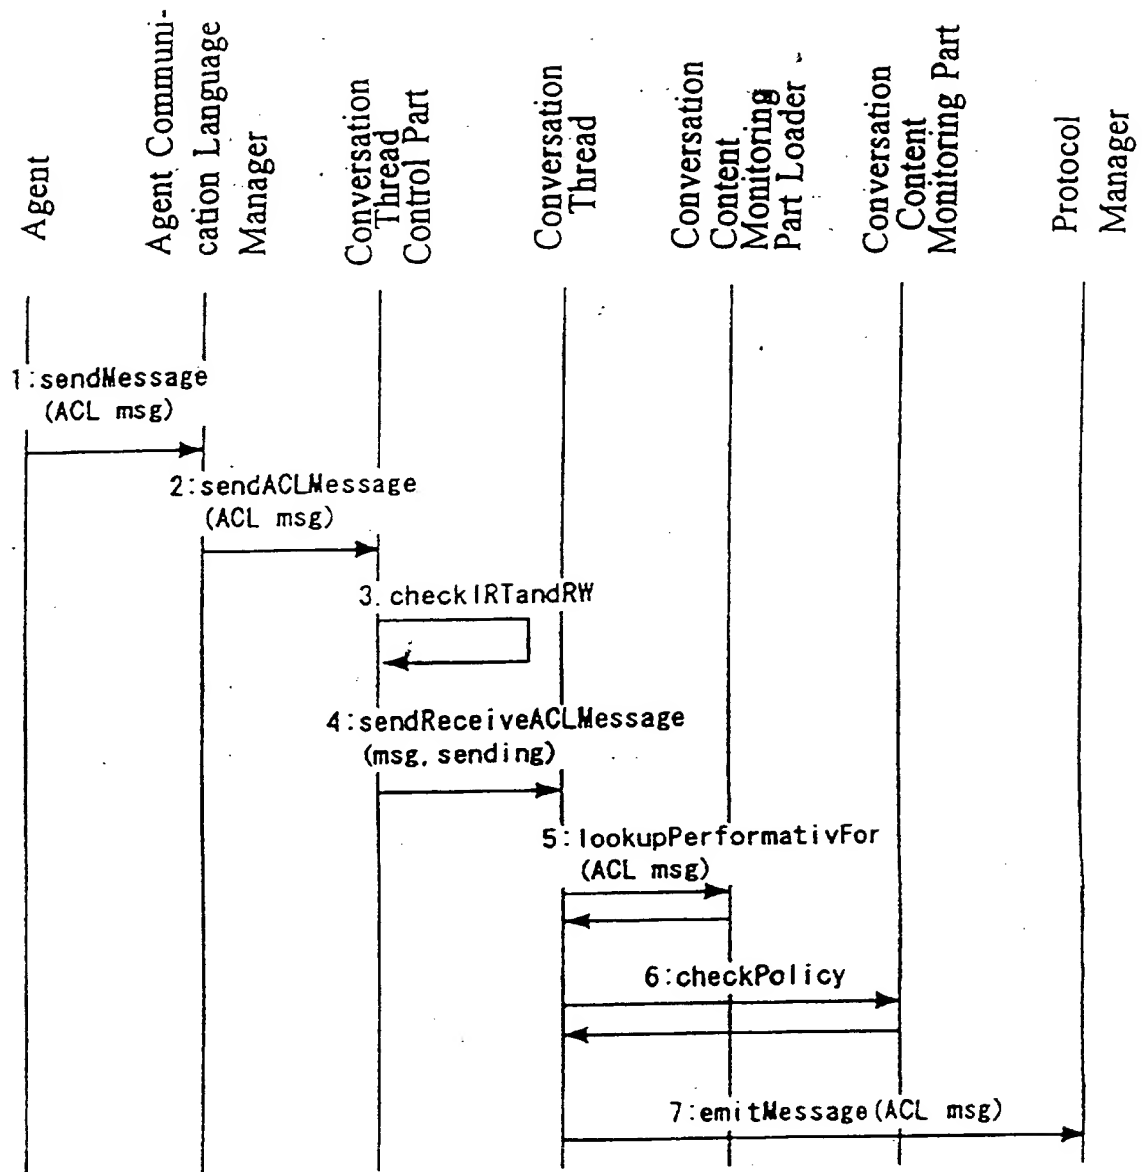 Agent
Agent Communi-
cation Language
Manager
Conversation
Thread
Control Part
Conversation
Thread
Conversation
Content
Monitoring
Part Loader
Conversation
Content
Monitoring Part
Protocol
Manager
1:sendMessage
(ACL msg)
2:sendACLMessage
(ACL msg)
3. checkIRTandRW
4:sendReceiveACLMessage
(msg. sending)
5:lookupPerformativFor
(ACL msg)
6:checkPolicy
7:emitMessage(ACL msg)